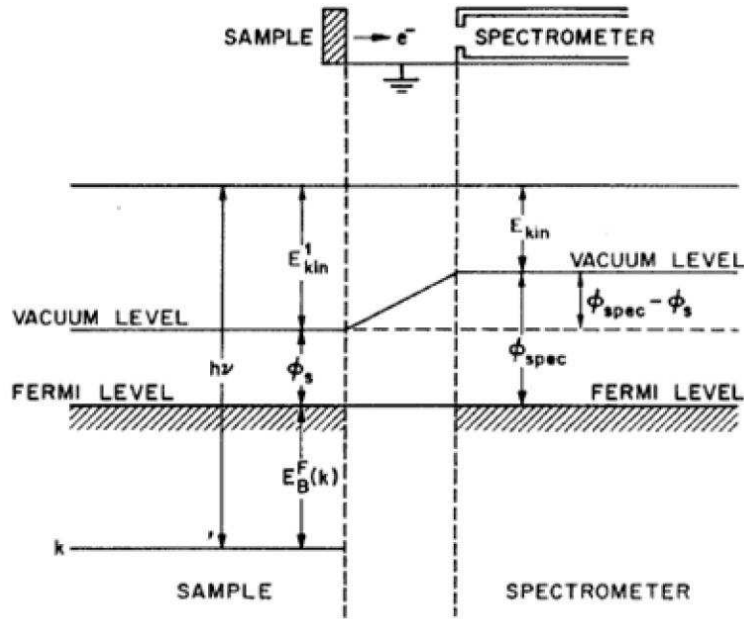 SAMPLE
e⁻
SPECTROMETER
E¹kin
Ekin
VACUUM LEVEL
VACUUM LEVEL
ϕspec - ϕs
hν
ϕs
ϕspec
FERMI LEVEL
FERMI LEVEL
E_B^F(k)
k
SAMPLE
SPECTROMETER